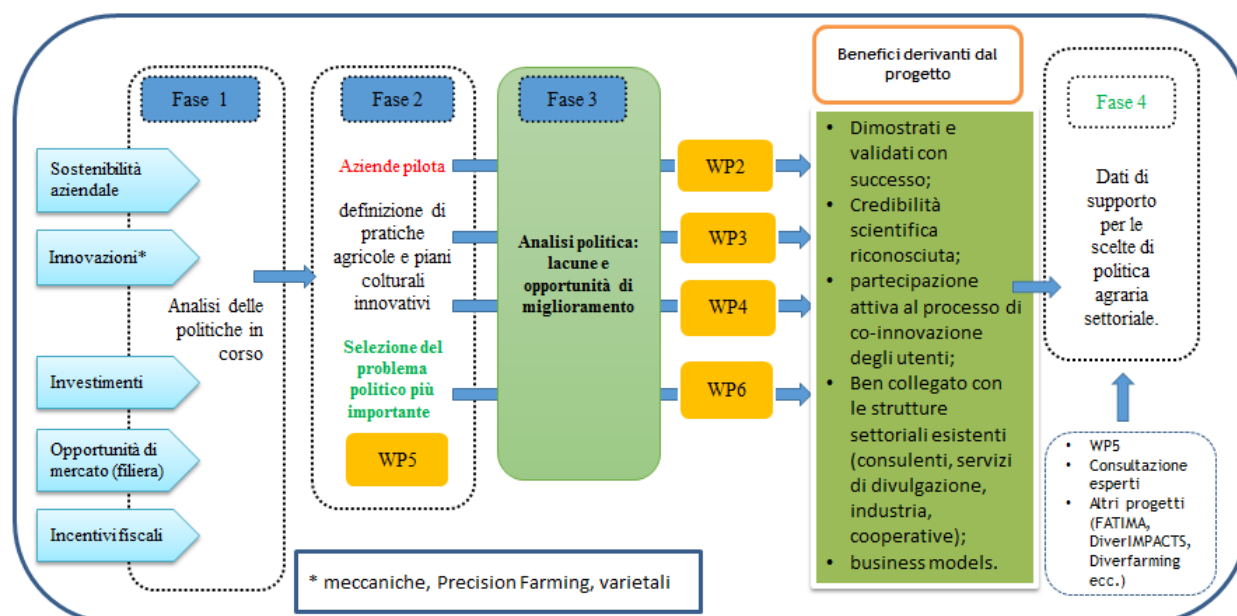 Fase 1
Sostenibilità
aziendale
Innovazioni*
Analisi delle
politiche in
corso
Investimenti
Opportunità di
mercato (filiera)
Incentivi fiscali
Fase 2
Aziende pilota
definizione di
pratiche
agricole e piani
colturali
innovativi
Selezione del
problema
politico più
importante
WP5
Fase 3
Analisi politica:
lacune e
opportunità di
miglioramento
WP2
WP3
WP4
WP6
Benefici derivanti dal
progetto
• Dimostrati e
validati con
successo;
• Credibilità
scientifica
riconosciuta;
• partecipazione
attiva al processo di
co-innovazione
degli utenti;
• Ben collegato con
le strutture
settoriali esistenti
(consulenti, servizi
di divulgazione,
industria,
cooperative);
• business models.
Fase 4
Dati di
supporto
per le
scelte di
politica
agraria
settoriale.
• WP5
• Consultazione
esperti
• Altri progetti
(FATIMA,
DiverIMPACTS,
Diverfarming
ecc.)
* meccaniche, Precision Farming, varietali